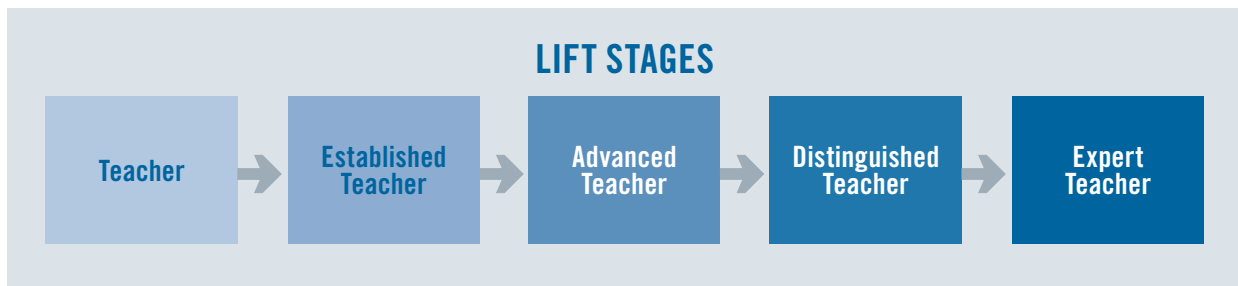 LIFT STAGES
Teacher
Established
Teacher
Advanced
Teacher
Distinguished
Teacher
Expert
Teacher